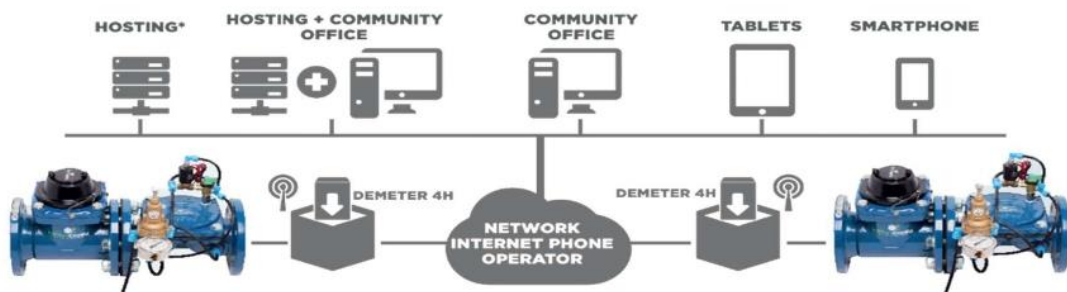 HOSTING*
HOSTING + COMMUNITY
OFFICE
COMMUNITY
OFFICE
TABLETS
SMARTPHONE
DEMETER 4H
DEMETER 4H
NETWORK
INTERNET PHONE
OPERATOR